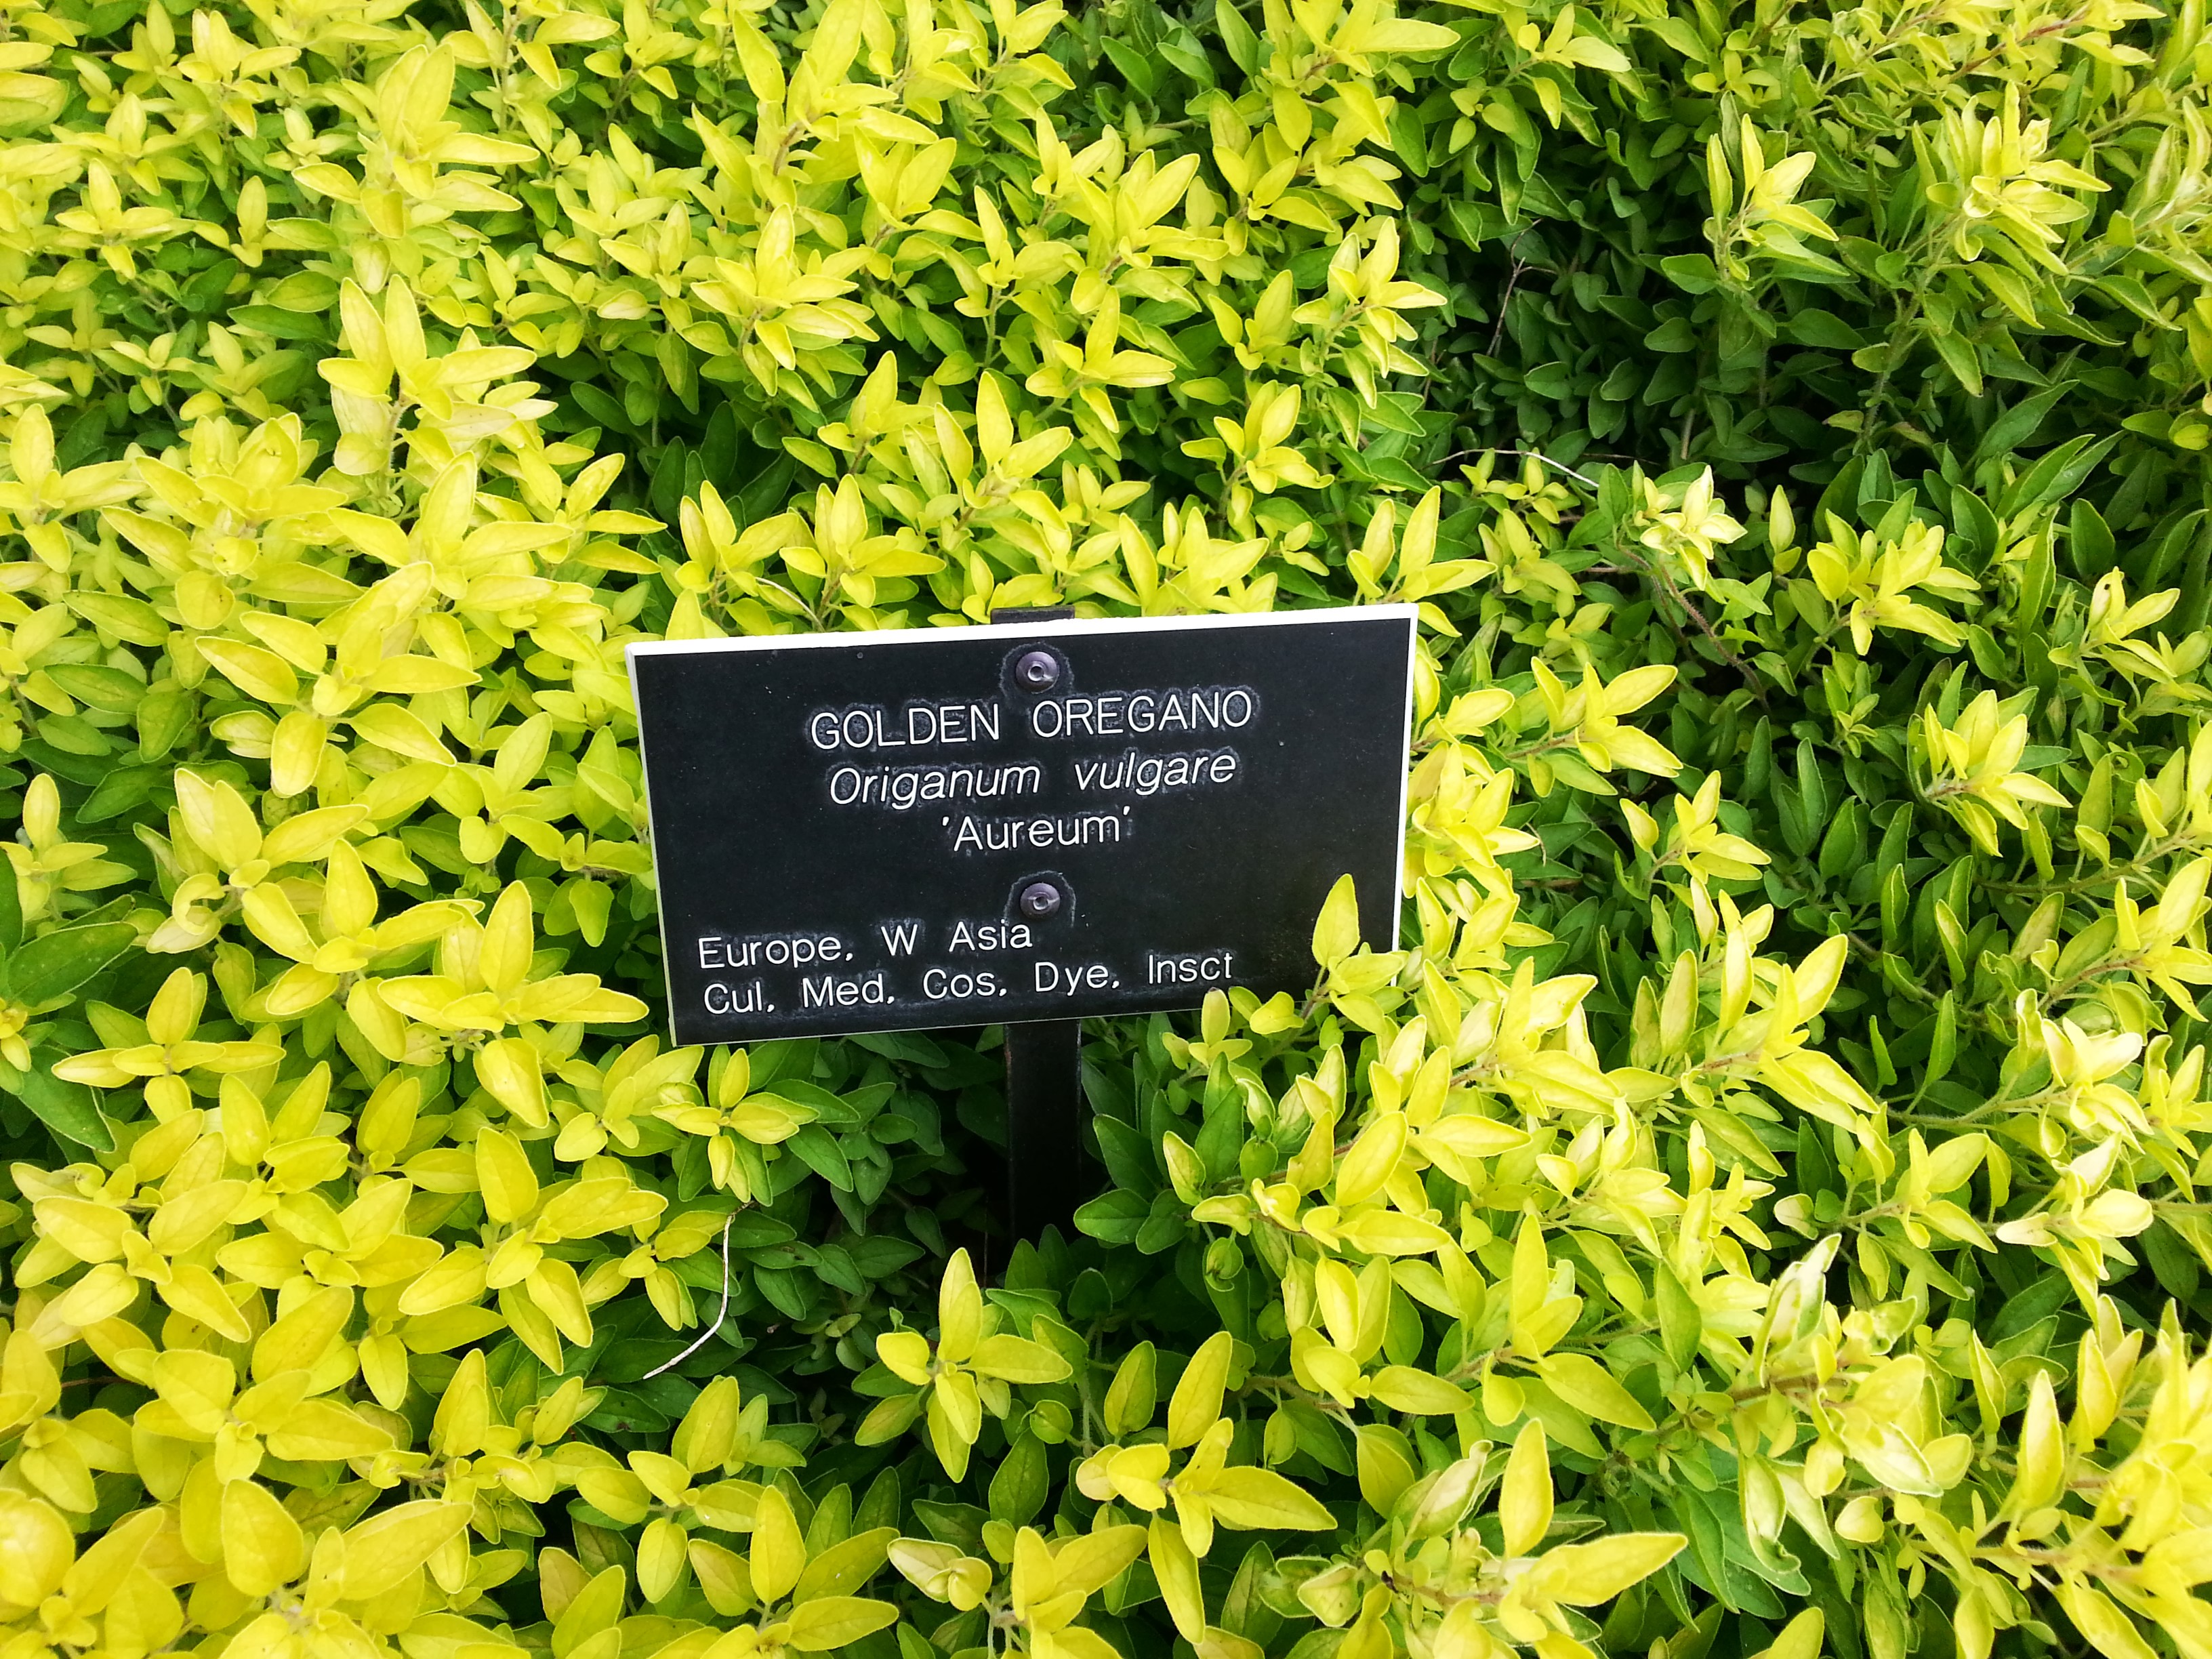 GOLDEN OREGANO
Origanum vulgare
'Aureum'
Europe, W Asia
Cul, Med, Cos, Dye, Insct